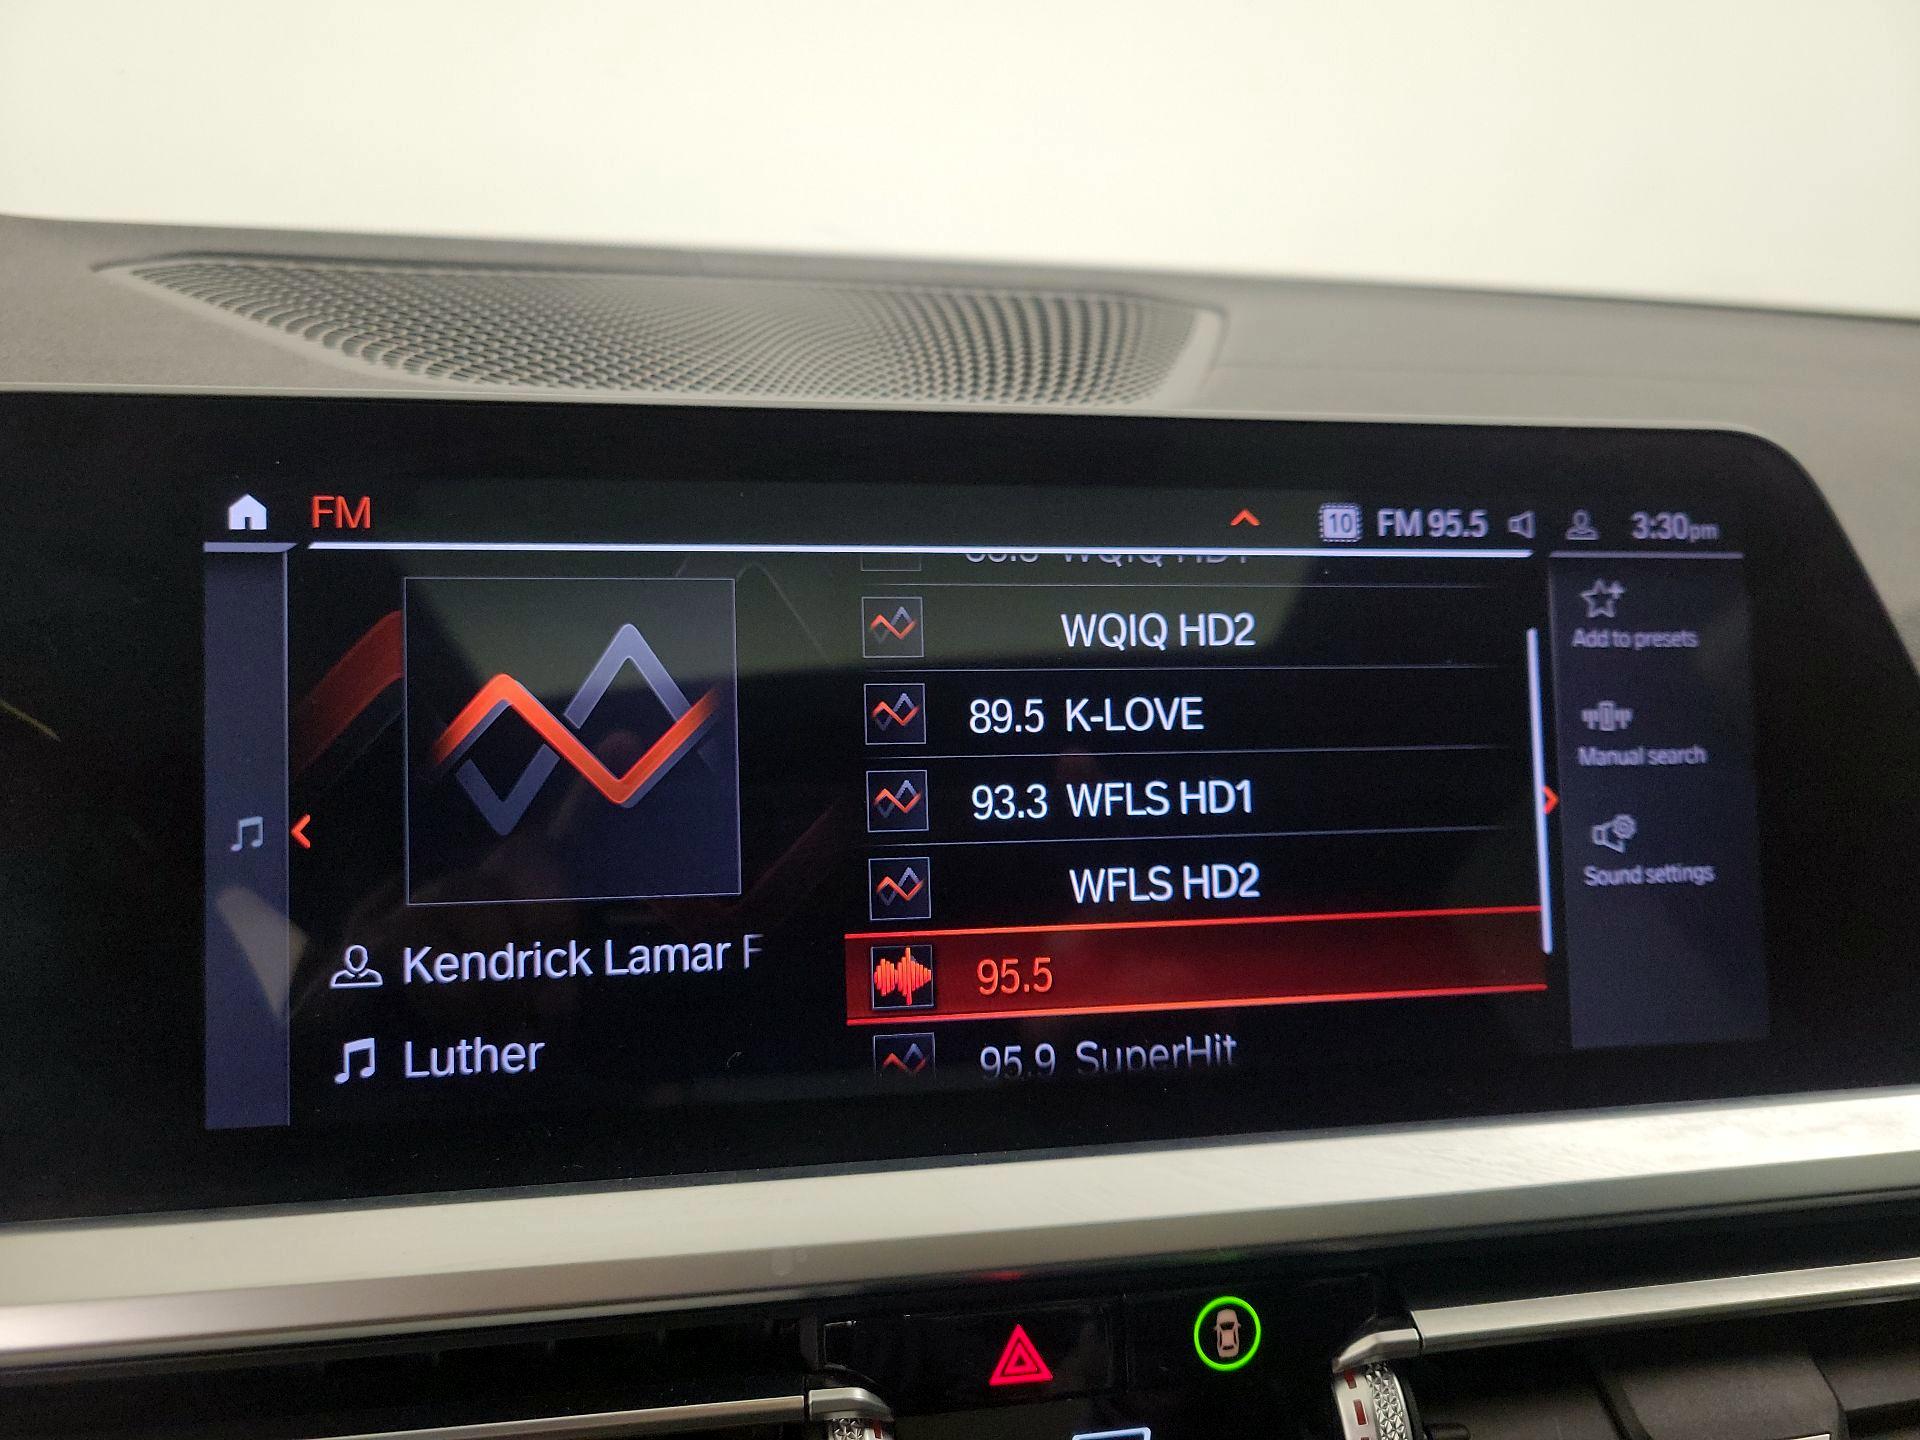 FM
10 FM 95.5 3:30pm
WQIQ HD2
89.5 K-LOVE
93.3 WFLS HD1
WFLS HD2
95.5
95.9 SuperHit
Kendrick Lamar F
Luther
Add to presets
Manual search
Sound settings